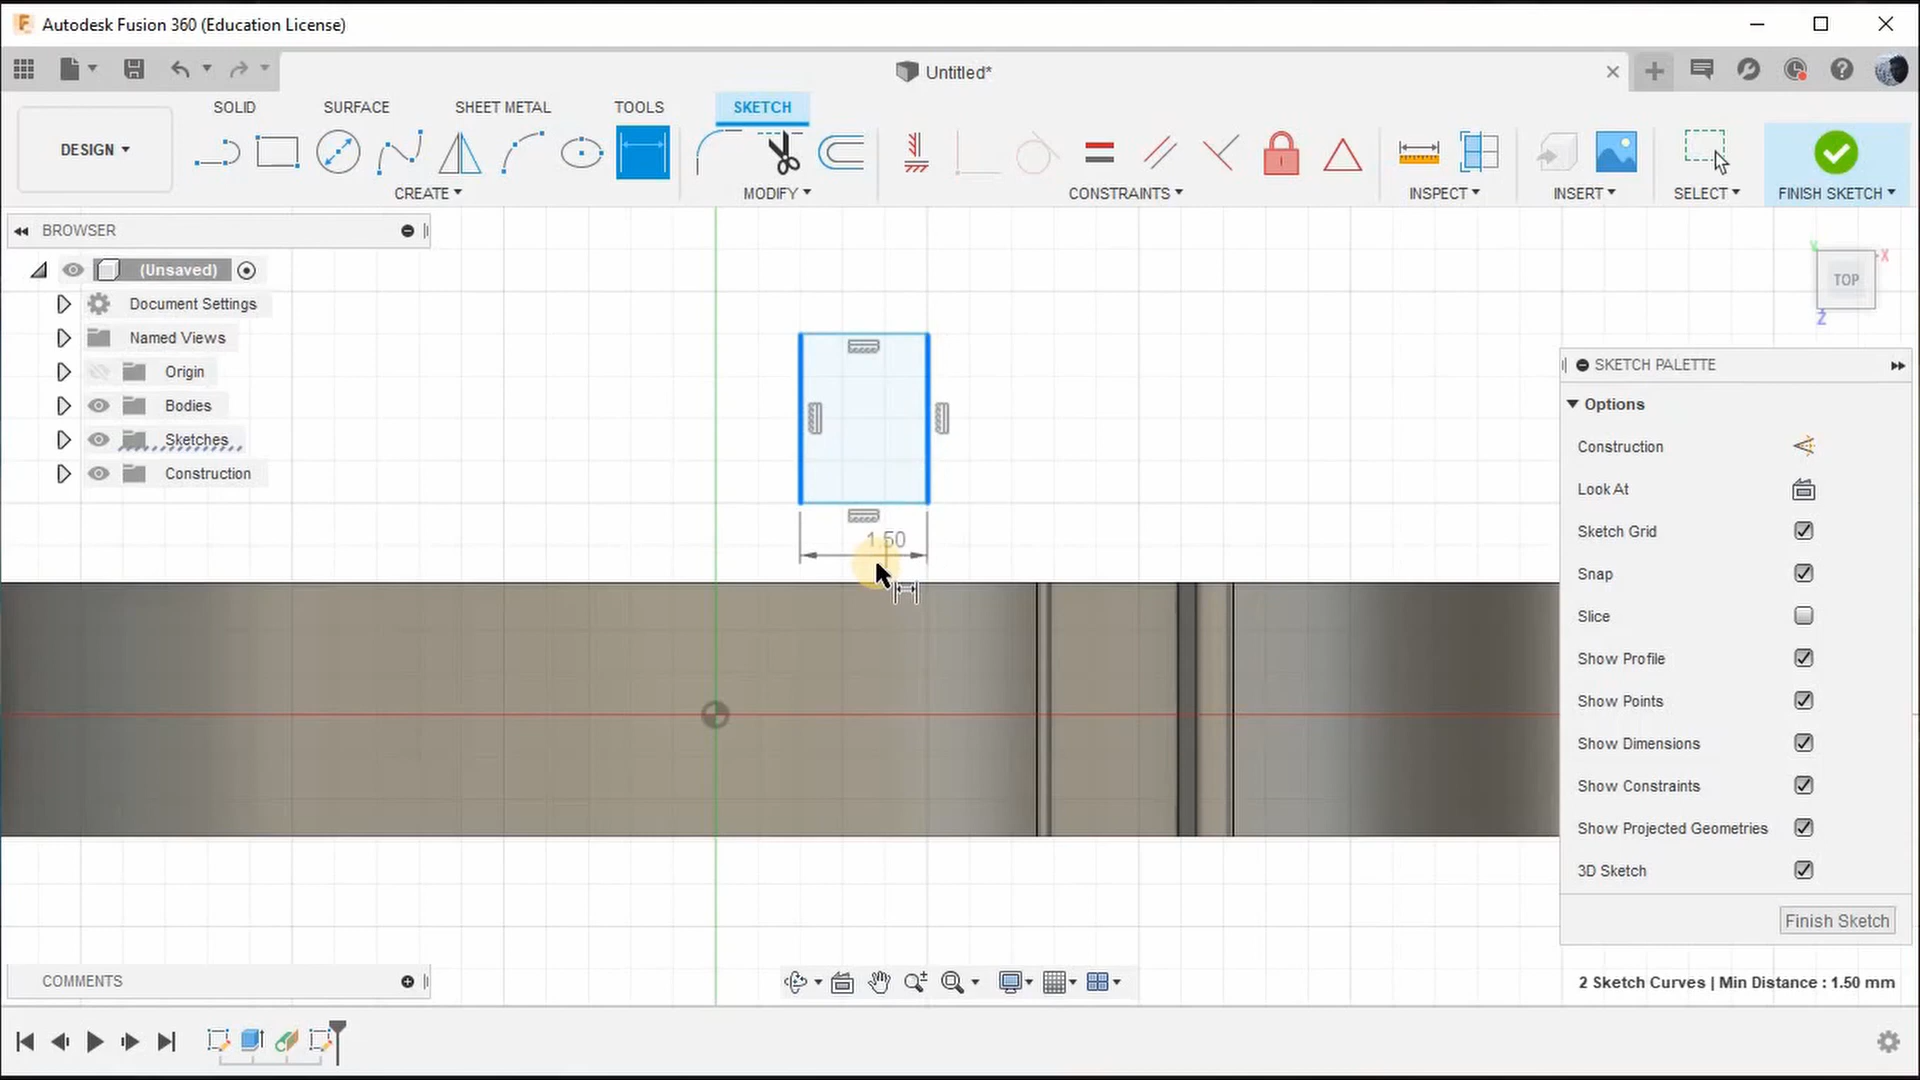 Autodesk Fusion 360 (Education License)
Untitled*
SOLID
SURFACE
SHEET METAL
TOOLS
SKETCH
DESIGN
CREATE
MODIFY
CONSTRAINTS
INSPECT
INSERT
SELECT
FINISH SKETCH
BROWSER
(Unsaved)
Document Settings
Named Views
Origin
Bodies
Sketches
Construction
1.50
Y
X
TOP
Z
SKETCH PALETTE
Options
Construction
Look At
Sketch Grid
Snap
Slice
Show Profile
Show Points
Show Dimensions
Show Constraints
Show Projected Geometries
3D Sketch
Finish Sketch
COMMENTS
2 Sketch Curves | Min Distance : 1.50 mm